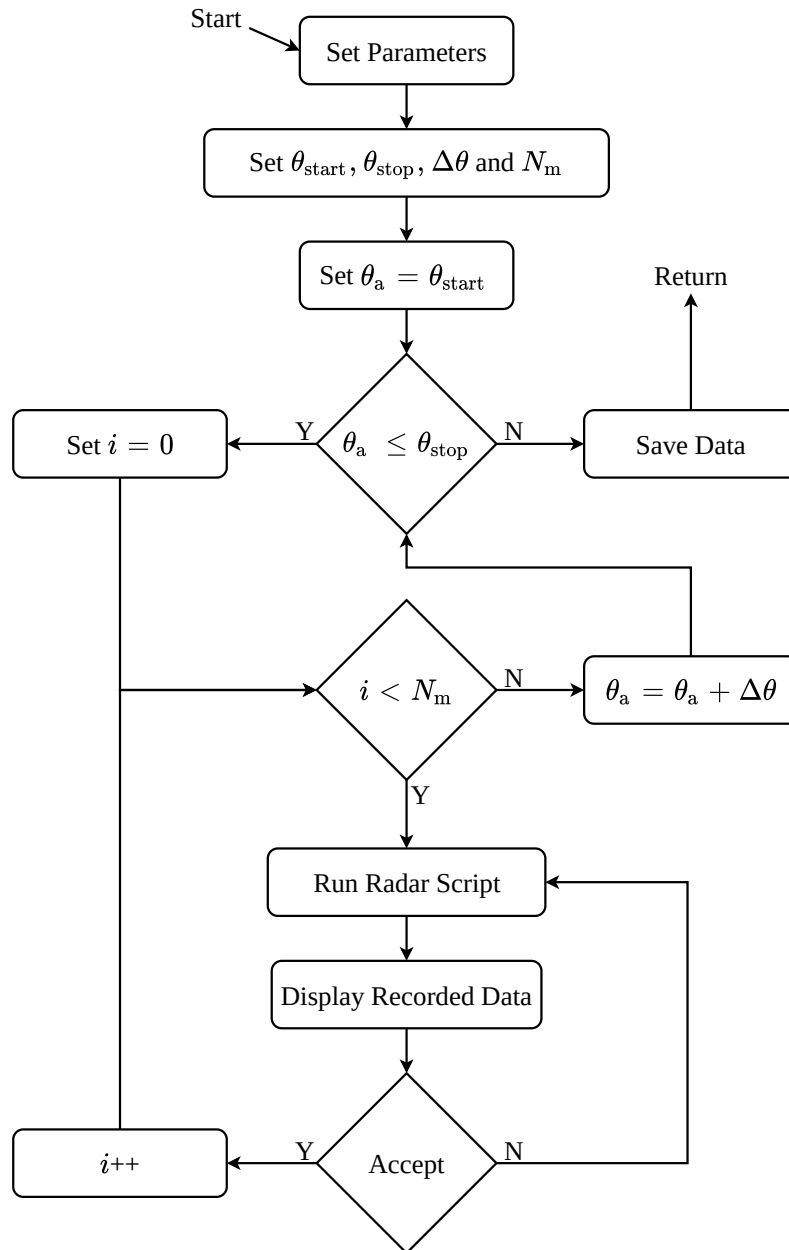 Start
Set Parameters
Set θstart, θstop, Δθ and Nm
Set θa = θstart
Return
Set i = 0
Y
θa ≤ θstop
N
Save Data
i < Nm
N
θa = θa + Δθ
Y
Run Radar Script
Display Recorded Data
i++
Y
Accept
N